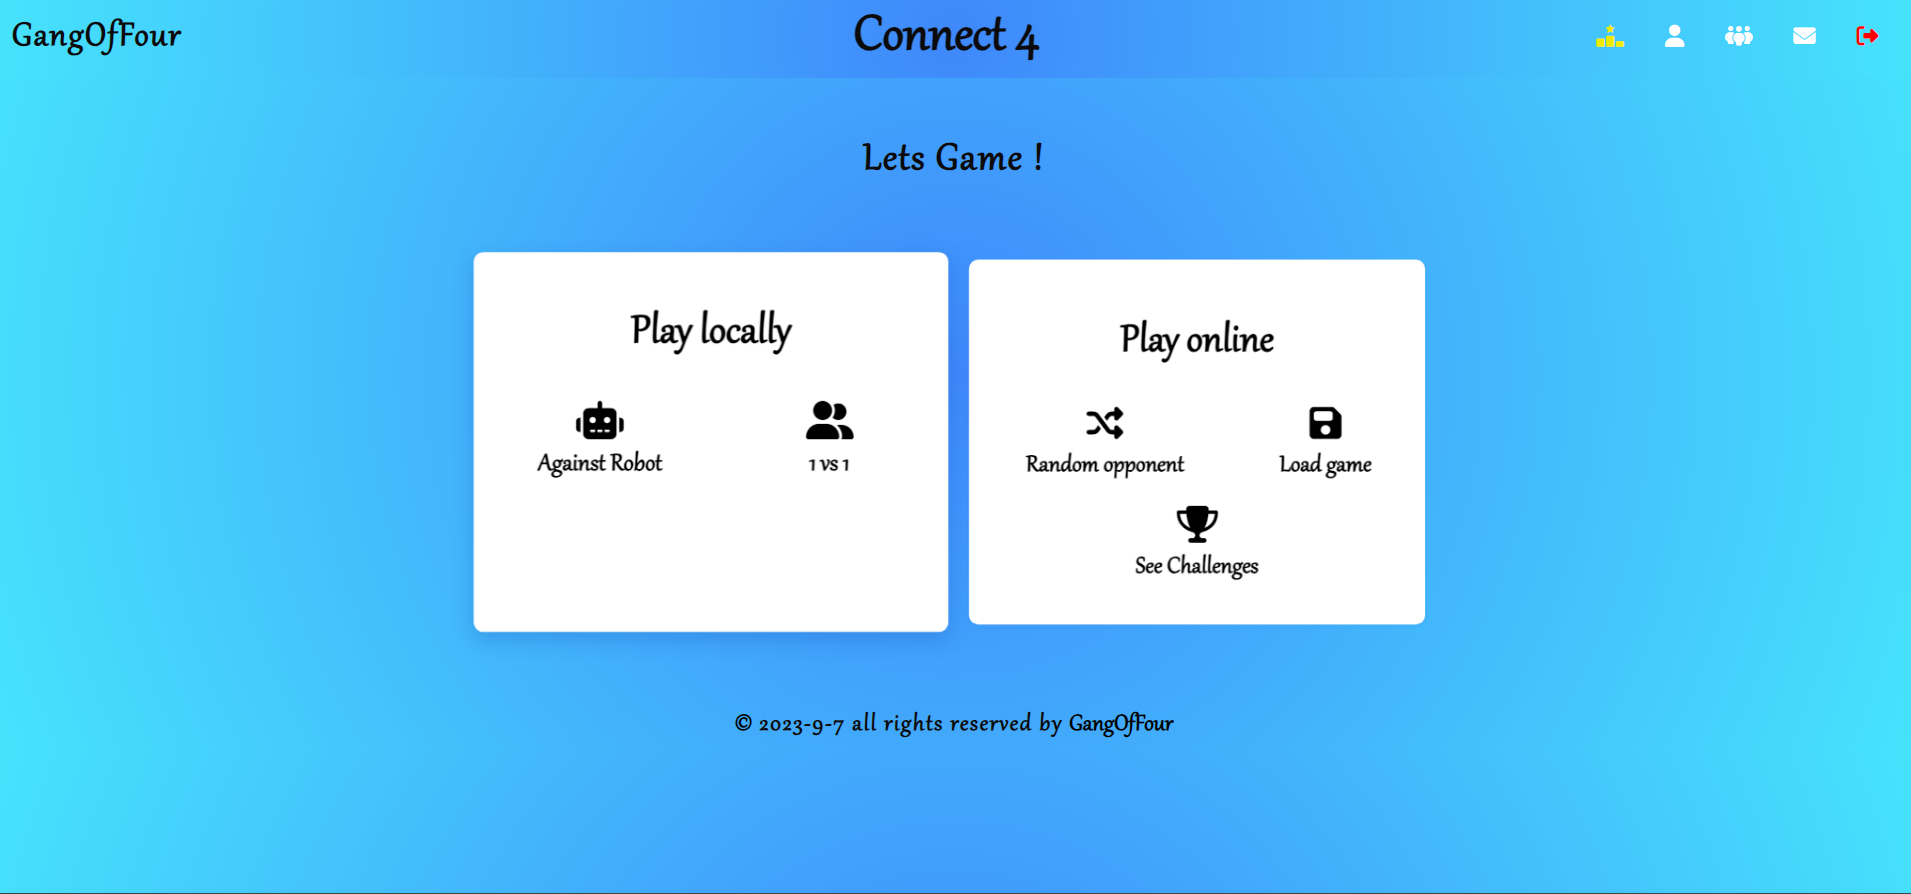 GangOfFour
Connect 4
Lets Game !
Play locally
Against Robot
1 vs 1
Play online
Random opponent
Load game
See Challenges
© 2023-9-7 all rights reserved by GangOfFour